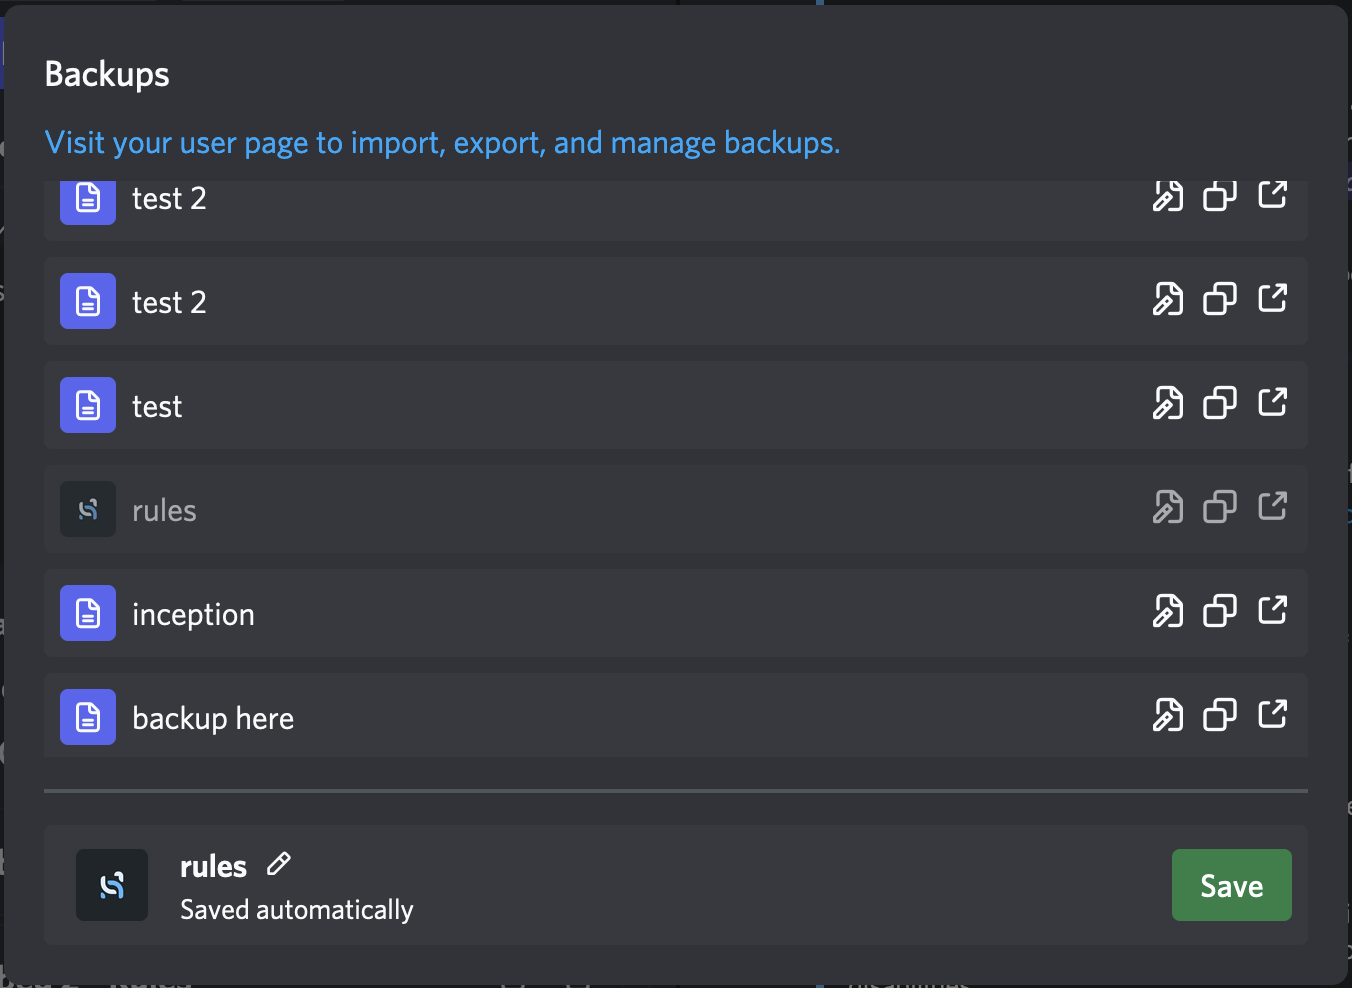 Backups
Visit your user page to import, export, and manage backups.
test 2
test 2
test
rules
inception
backup here
rules
Saved automatically
Save